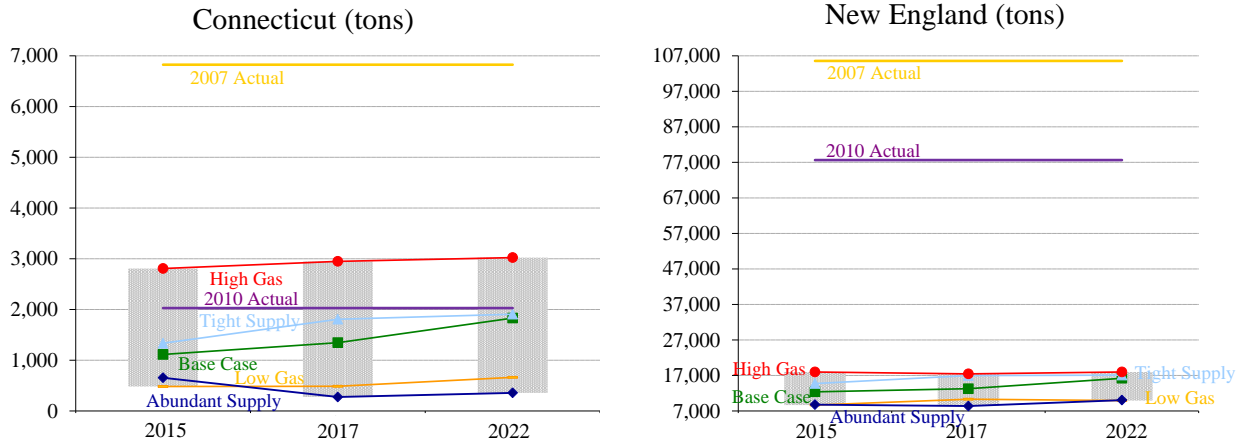 Connecticut (tons)
7,000
6,000
5,000
4,000
3,000
2,000
1,000
0
2007 Actual
High Gas
2010 Actual
Tight Supply
Base Case
Low Gas
Abundant Supply
2015 2017 2022
New England (tons)
107,000
97,000
87,000
77,000
67,000
57,000
47,000
37,000
27,000
17,000
7,000
2007 Actual
2010 Actual
High Gas
Tight Supply
Base Case
Low Gas
Abundant Supply
2015 2017 2022